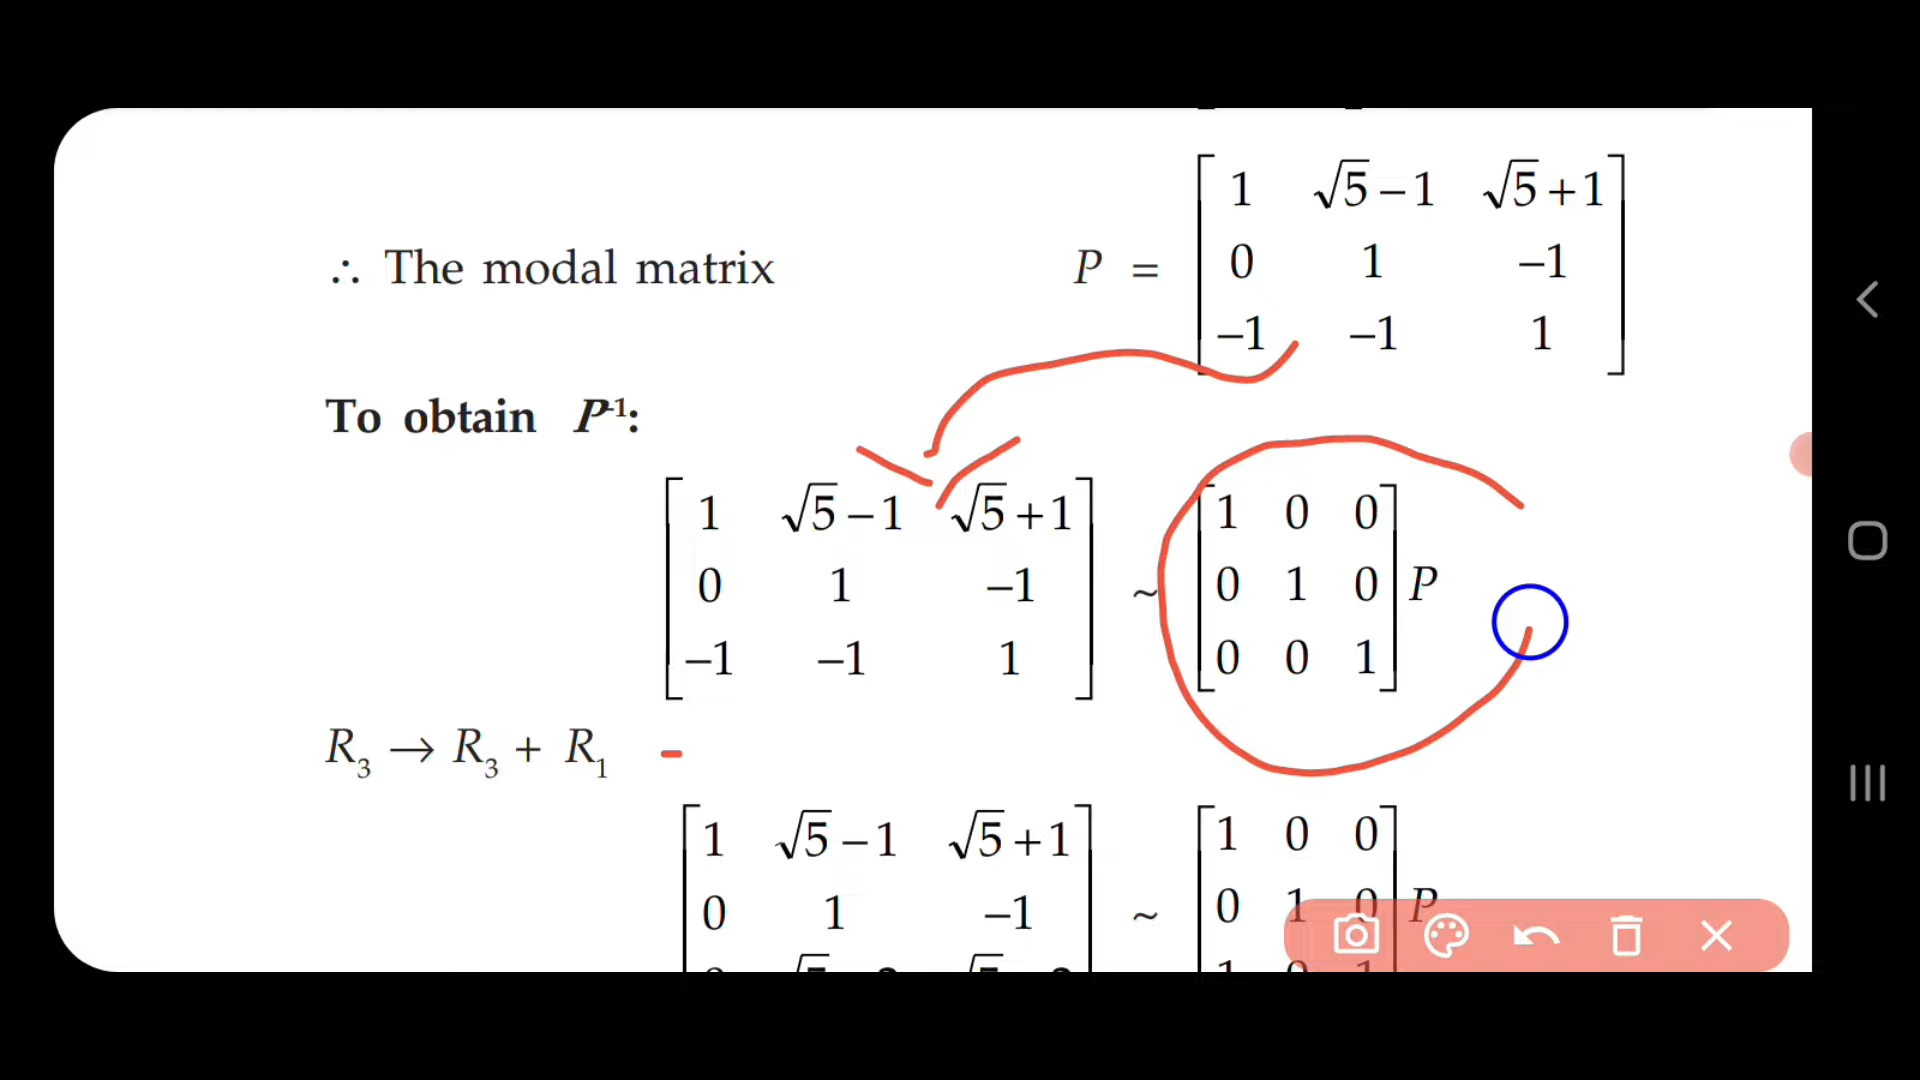 ∴ The modal matrix P = [1 √5 − 1 √5 + 1
0 1 −1
−1 −1 1]
To obtain P⁻¹:
[1 √5 − 1 √5 + 1
0 1 −1
−1 −1 1] ~ [1 0 0
0 1 0
0 0 1] P
R₃ → R₃ + R₁
[1 √5 − 1 √5 + 1
0 1 −1 ~ [1 0 0
0 1 0 P